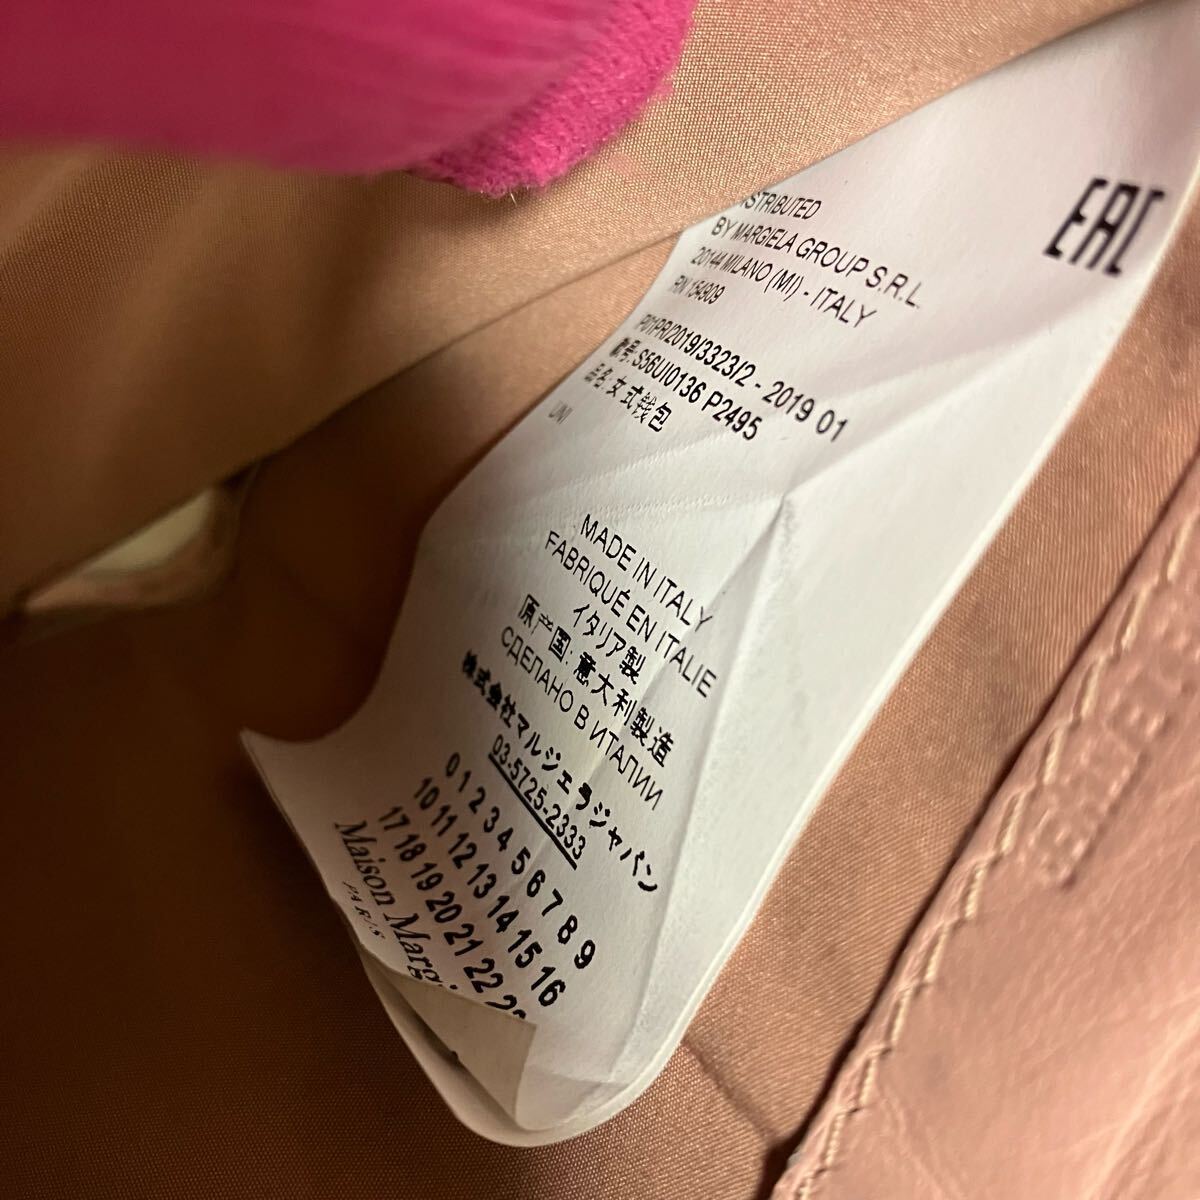 EAC
DISTRIBUTED
BY MARGIELA GROUP S.R.L.
20144 MILANO (MI) - ITALY
RN 154909
P01PR/2019/3323/2 - 2019 01
款号: S56UI0136 P2495
品名: 女式钱包
UNI
MADE IN ITALY
FABRIQUÉ EN ITALIE
イタリア製
原产国: 意大利製造
СДЕЛАНО В ИТАЛИИ
株式会社マルジェラジャパン
03-5725-2333
0 1 2 3 4 5 6 7 8 9
10 11 12 13 14 15 16
17 18 19 20 21 22
Maison Margi
PARIS